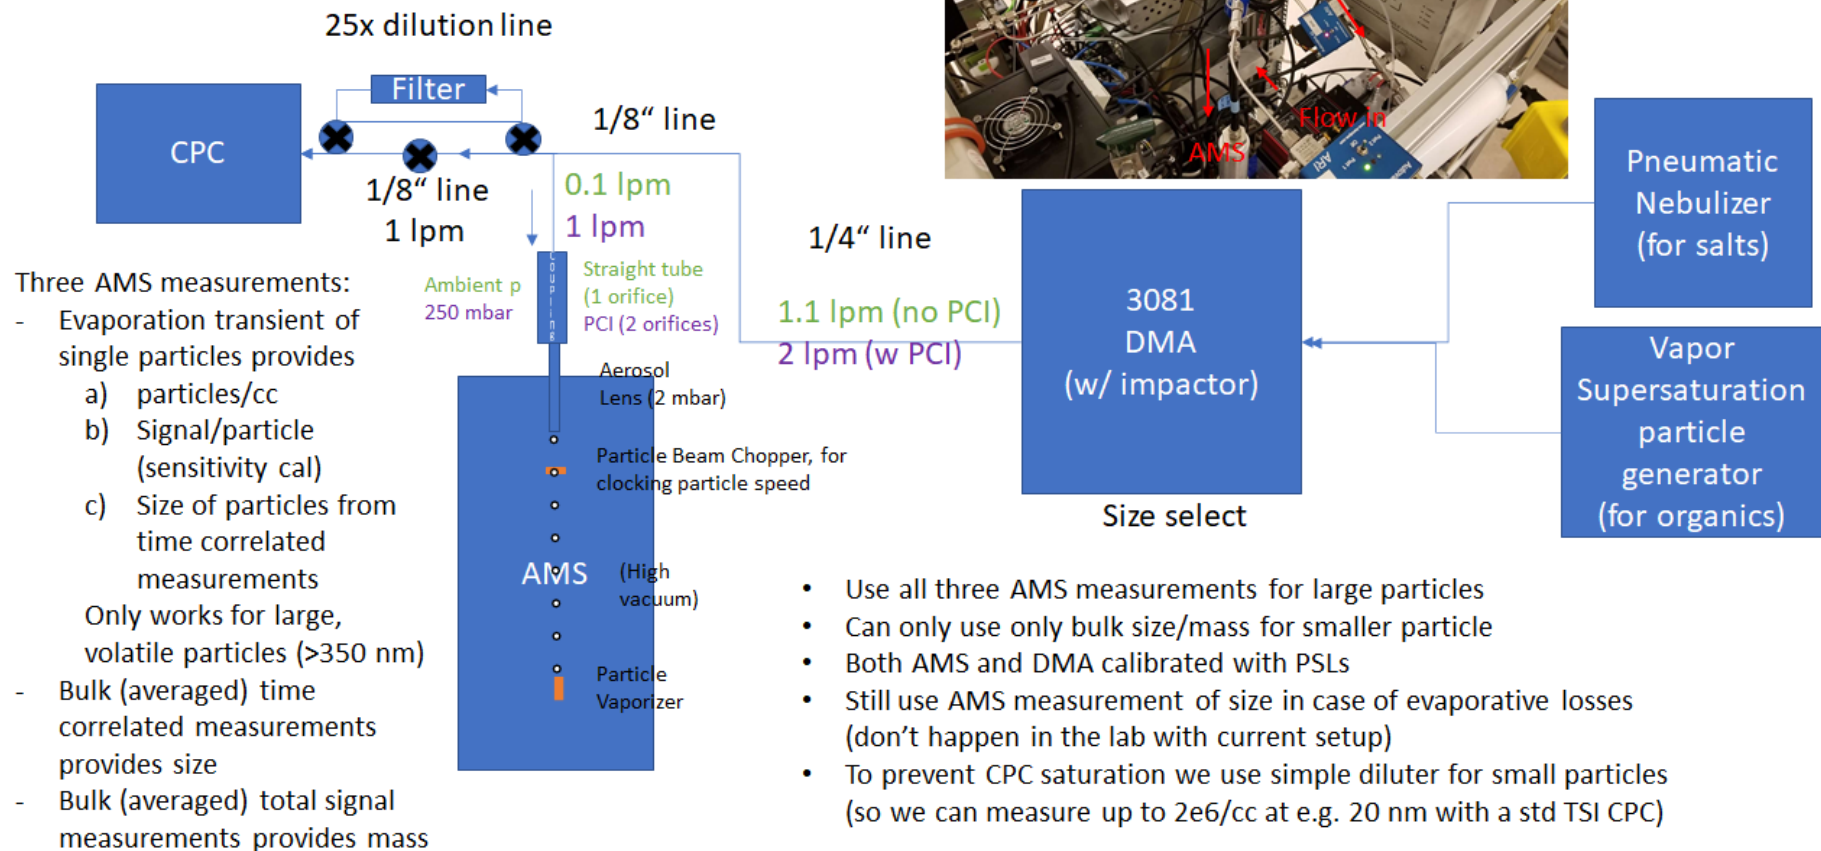 25x dilution line
Filter
CPC
1/8“ line
1/8“ line
1 lpm
0.1 lpm
1 lpm
Ambient p
250 mbar
Coupling
Straight tube
(1 orifice)
PCI (2 orifices)
Aerosol
Lens (2 mbar)
Particle Beam Chopper, for
clocking particle speed
AMS
(High
vacuum)
Particle
Vaporizer
1/4“ line
1.1 lpm (no PCI)
2 lpm (w PCI)
Flow in
AMS
ARI
3081
DMA
(w/ impactor)
Size select
Pneumatic
Nebulizer
(for salts)
Vapor
Supersaturation
particle
generator
(for organics)
Three AMS measurements:
- Evaporation transient of
single particles provides
a) particles/cc
b) Signal/particle
(sensitivity cal)
c) Size of particles from
time correlated
measurements
Only works for large,
volatile particles (>350 nm)
- Bulk (averaged) time
correlated measurements
provides size
- Bulk (averaged) total signal
measurements provides mass
• Use all three AMS measurements for large particles
• Can only use only bulk size/mass for smaller particle
• Both AMS and DMA calibrated with PSLs
• Still use AMS measurement of size in case of evaporative losses
(don’t happen in the lab with current setup)
• To prevent CPC saturation we use simple diluter for small particles
(so we can measure up to 2e6/cc at e.g. 20 nm with a std TSI CPC)